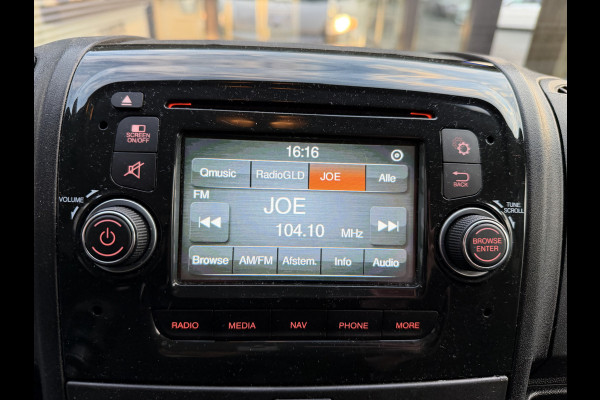 16:16
SCREEN
ON/OFF
Qmusic RadioGLD JOE Alle
BACK
FM
JOE
VOLUME
TUNE
SCROLL
104.10 MHz
BROWSE
ENTER
Browse AM/FM Afstem. Info Audio
RADIO MEDIA NAV PHONE MORE